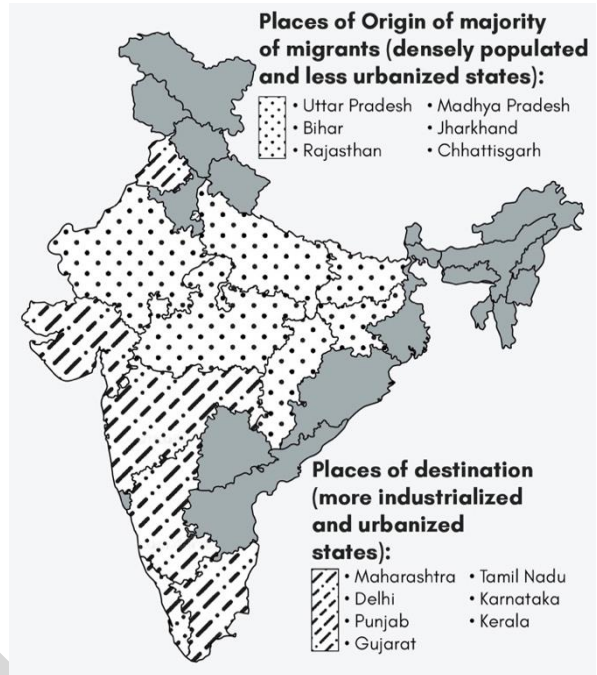 Places of Origin of majority
of migrants (densely populated
and less urbanized states):
• Uttar Pradesh • Madhya Pradesh
• Bihar • Jharkhand
• Rajasthan • Chhattisgarh
Places of destination
(more industrialized
and urbanized
states):
• Maharashtra • Tamil Nadu
• Delhi • Karnataka
• Punjab • Kerala
• Gujarat